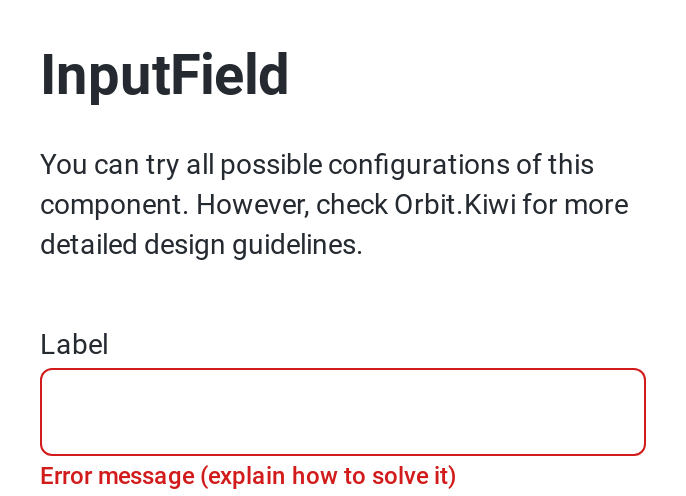 InputField
You can try all possible configurations of this
component. However, check Orbit.Kiwi for more
detailed design guidelines.
Label
Error message (explain how to solve it)